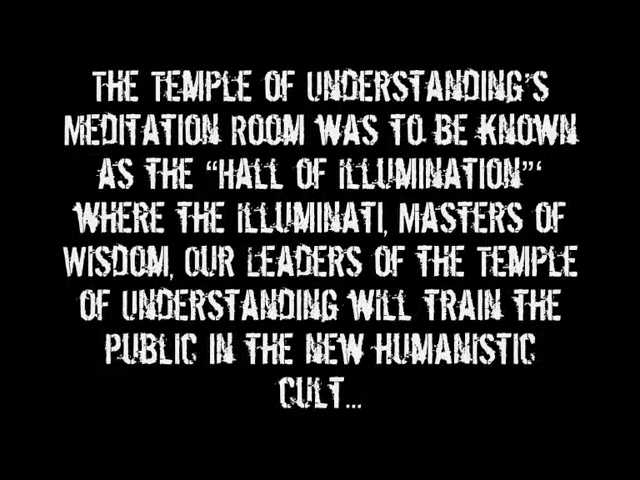 THE TEMPLE OF UNDERSTANDING'S
MEDITATION ROOM WAS TO BE KNOWN
AS THE “HALL OF ILLUMINATION”‘
WHERE THE ILLUMINATI, MASTERS OF
WISDOM, OUR LEADERS OF THE TEMPLE
OF UNDERSTANDING WILL TRAIN THE
PUBLIC IN THE NEW HUMANISTIC
CULT...